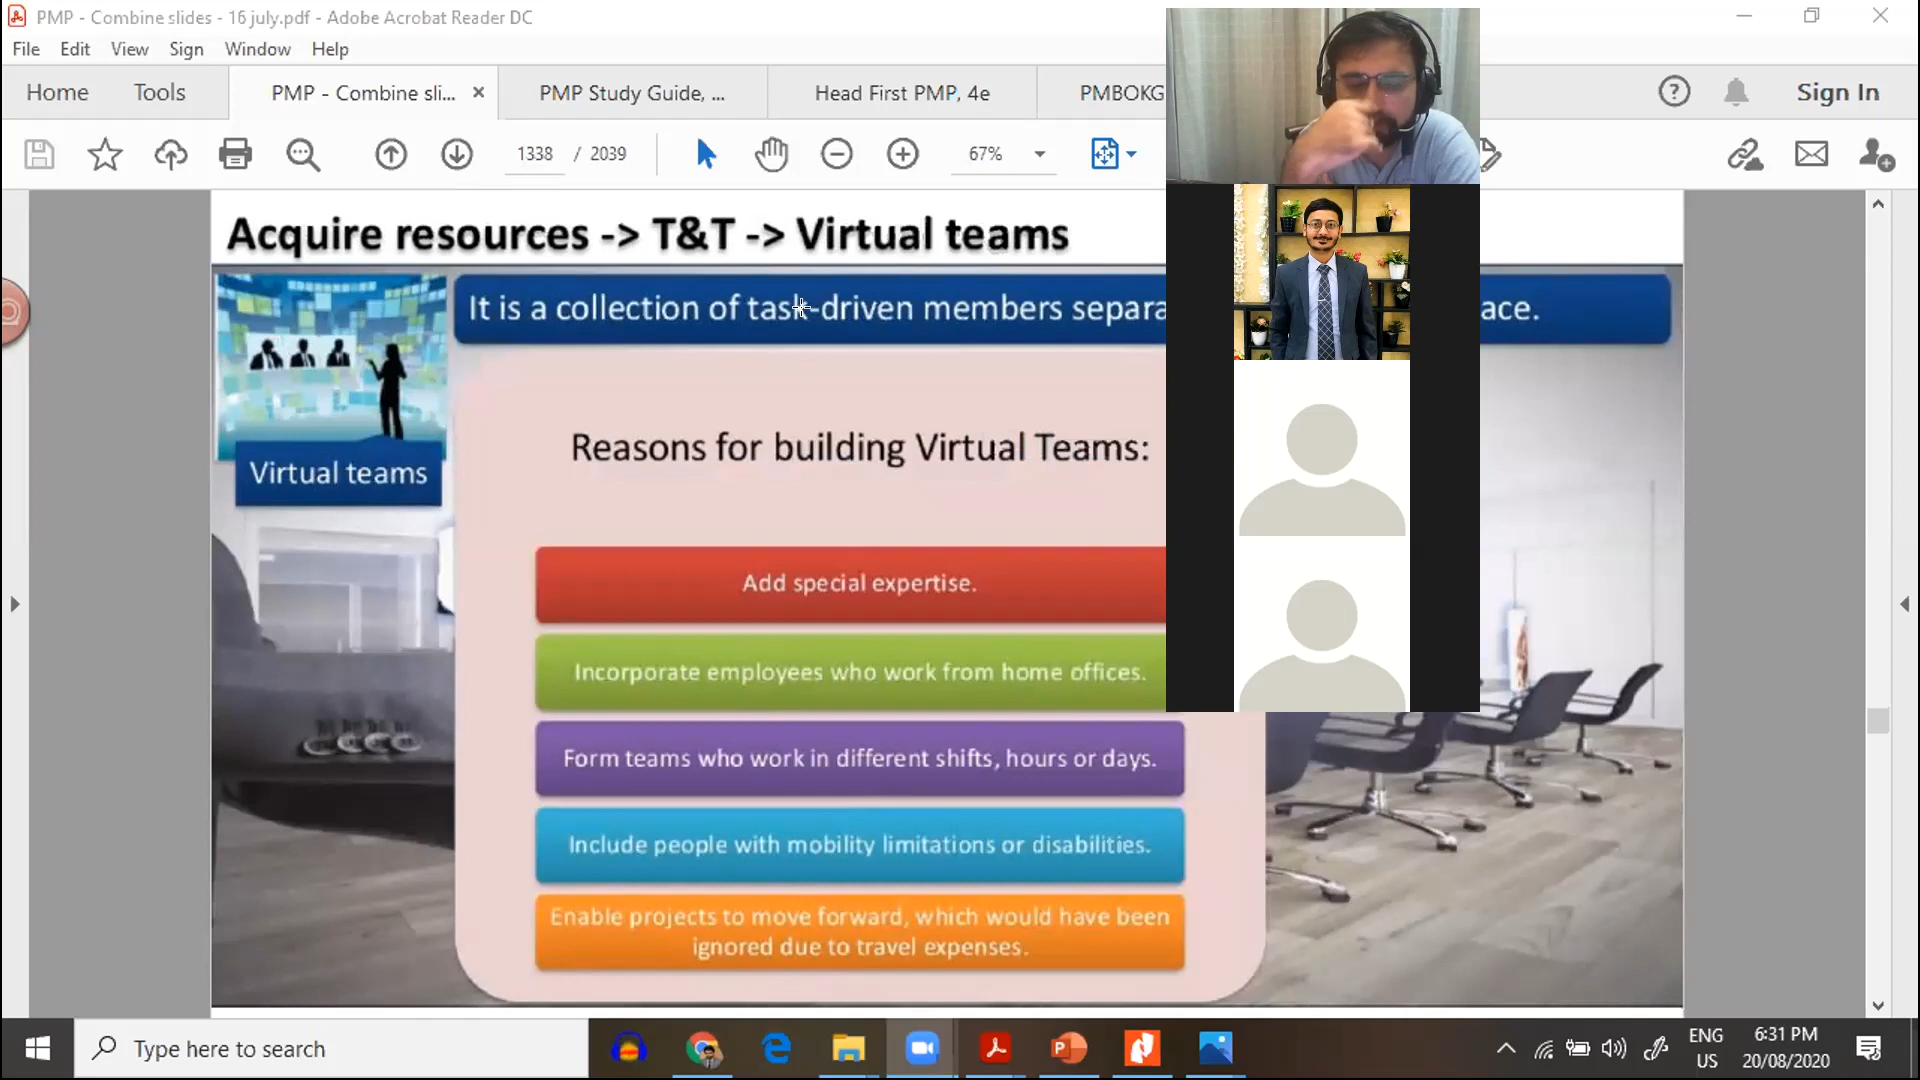 PMP - Combine slides - 16 july.pdf - Adobe Acrobat Reader DC
File Edit View Sign Window Help
Home Tools PMP - Combine sli... PMP Study Guide, ... Head First PMP, 4e PMBOKG Sign In
1338 / 2039 67%
Acquire resources -> T&T -> Virtual teams
It is a collection of task-driven members separa ace.
Virtual teams
Reasons for building Virtual Teams:
Add special expertise.
Incorporate employees who work from home offices.
Form teams who work in different shifts, hours or days.
Include people with mobility limitations or disabilities.
Enable projects to move forward, which would have been
ignored due to travel expenses.
Type here to search
ENG
US
6:31 PM
20/08/2020